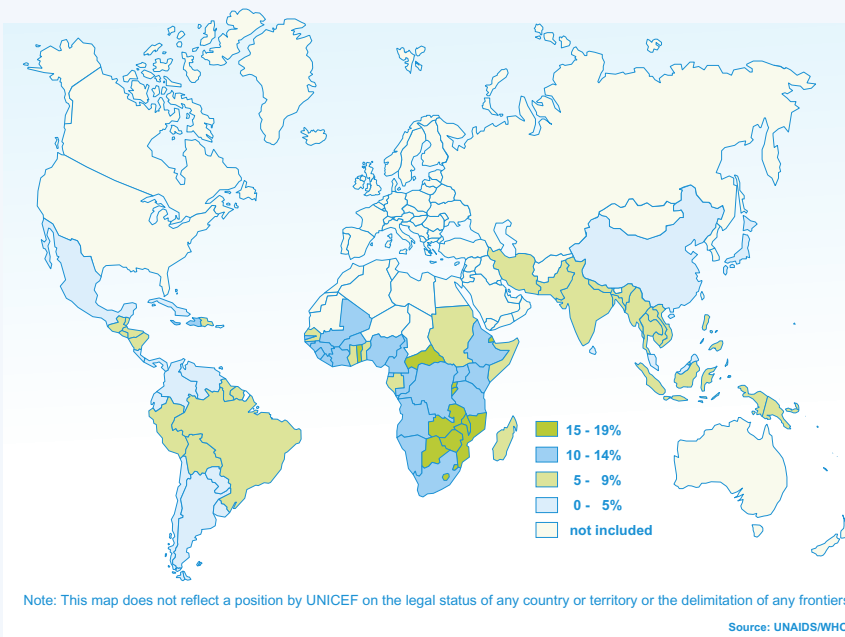 15 - 19%
10 - 14%
5 - 9%
0 - 5%
not included
Note: This map does not reflect a position by UNICEF on the legal status of any country or territory or the delimitation of any frontiers
Source: UNAIDS/WHO